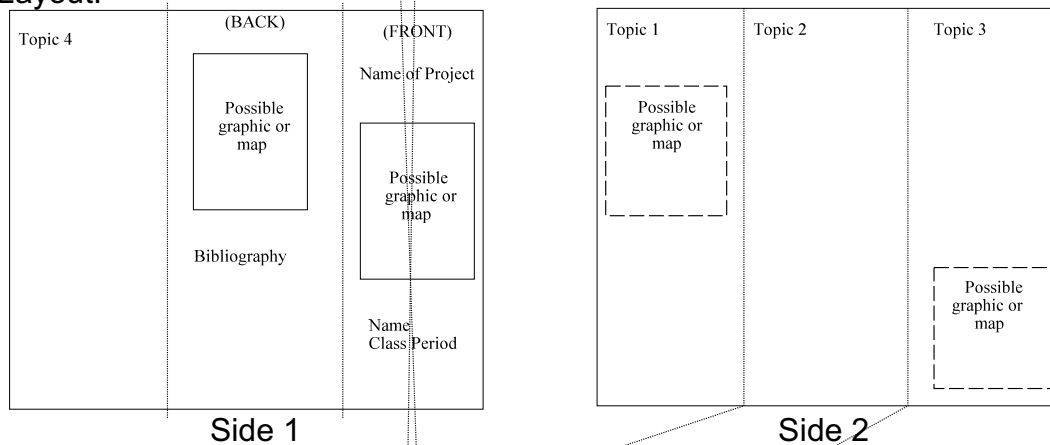 Layout:
Topic 4
(BACK)
Possible
graphic or
map
Bibliography
(FRONT)
Name of Project
Possible
graphic or
map
Name
Class Period
Side 1
Topic 1
Possible
graphic or
map
Topic 2
Topic 3
Possible
graphic or
map
Side 2